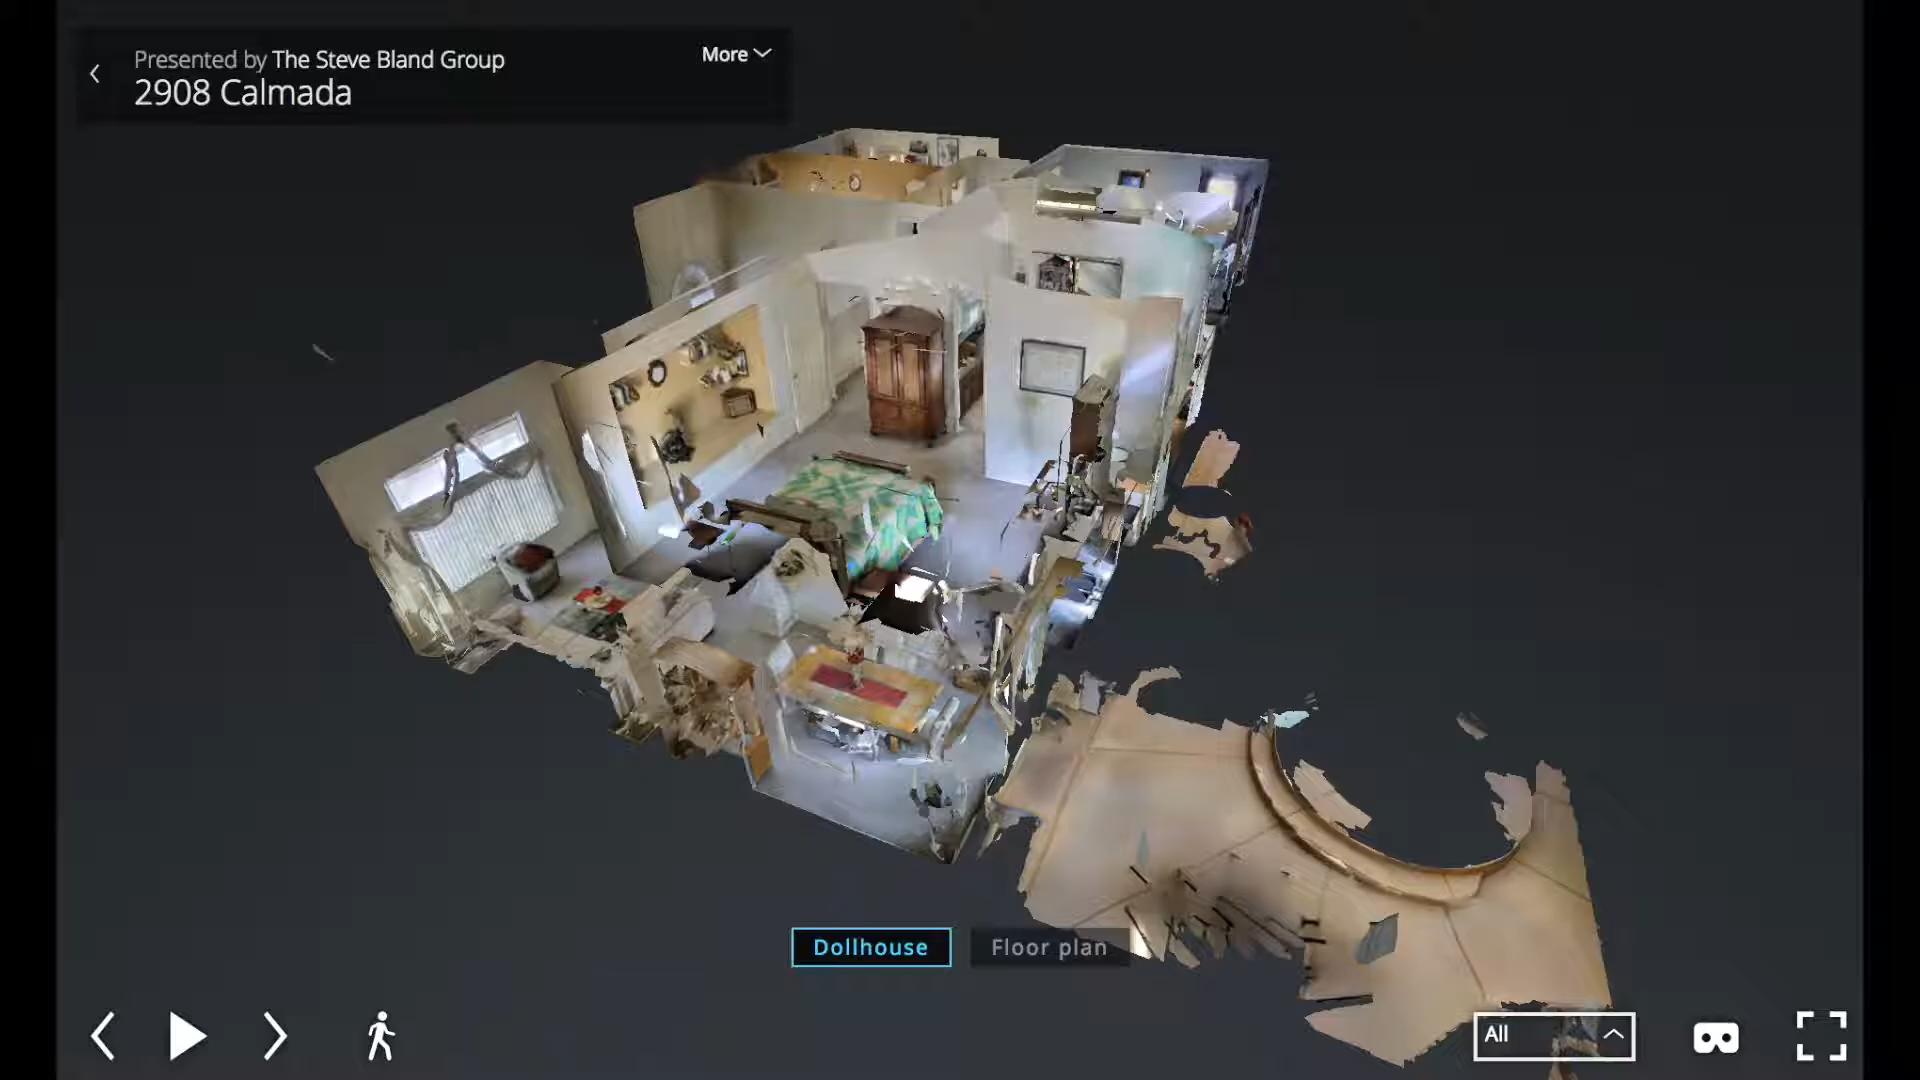 Presented by The Steve Bland Group
More
2908 Calmada
Dollhouse
Floor plan
All